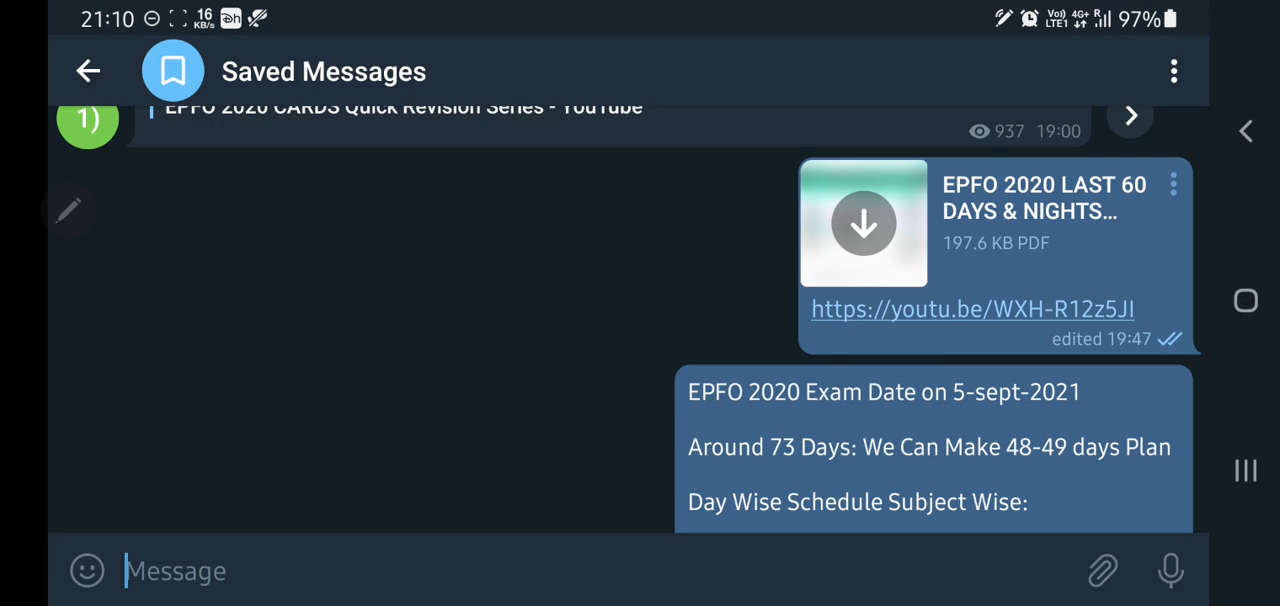 21:10 16 KB/s Vo) LTE1 4G+ R 97%
Saved Messages
EPFO 2020 CARDS Quick Revision Series - YouTube
1)
937 19:00
EPFO 2020 LAST 60
DAYS & NIGHTS...
197.6 KB PDF
https://youtu.be/WXH-R12z5JI
edited 19:47
EPFO 2020 Exam Date on 5-sept-2021
Around 73 Days: We Can Make 48-49 days Plan
Day Wise Schedule Subject Wise:
Message